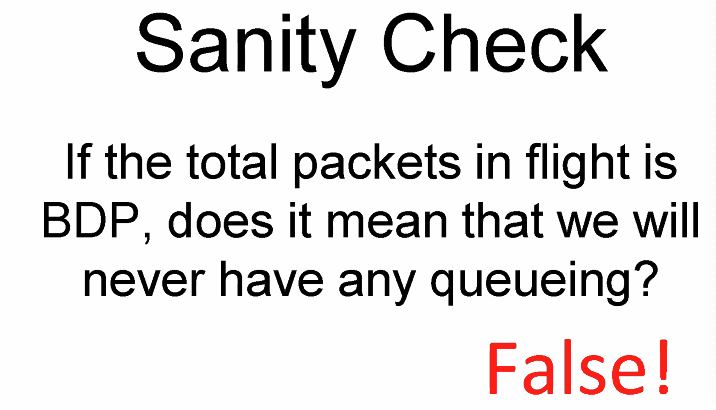 Sanity Check
If the total packets in flight is
BDP, does it mean that we will
never have any queueing?
False!